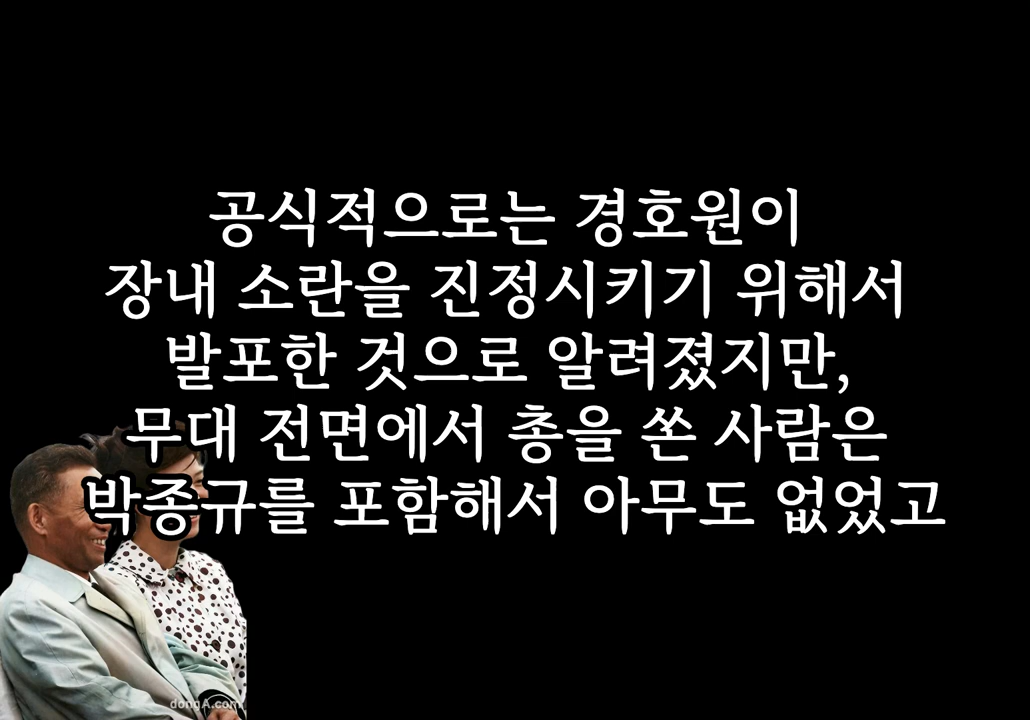 공식적으로는 경호원이
장내 소란을 진정시키기 위해서
발포한 것으로 알려졌지만,
무대 전면에서 총을 쏜 사람은
박종규를 포함해서 아무도 없었고
dongA.com